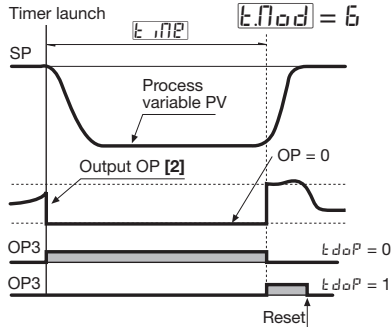 Timer launch
t.Mod = 6
t iME
SP
Process
variable PV
Output OP [2]
OP = 0
OP3
tdoP = 0
OP3
tdoP = 1
Reset